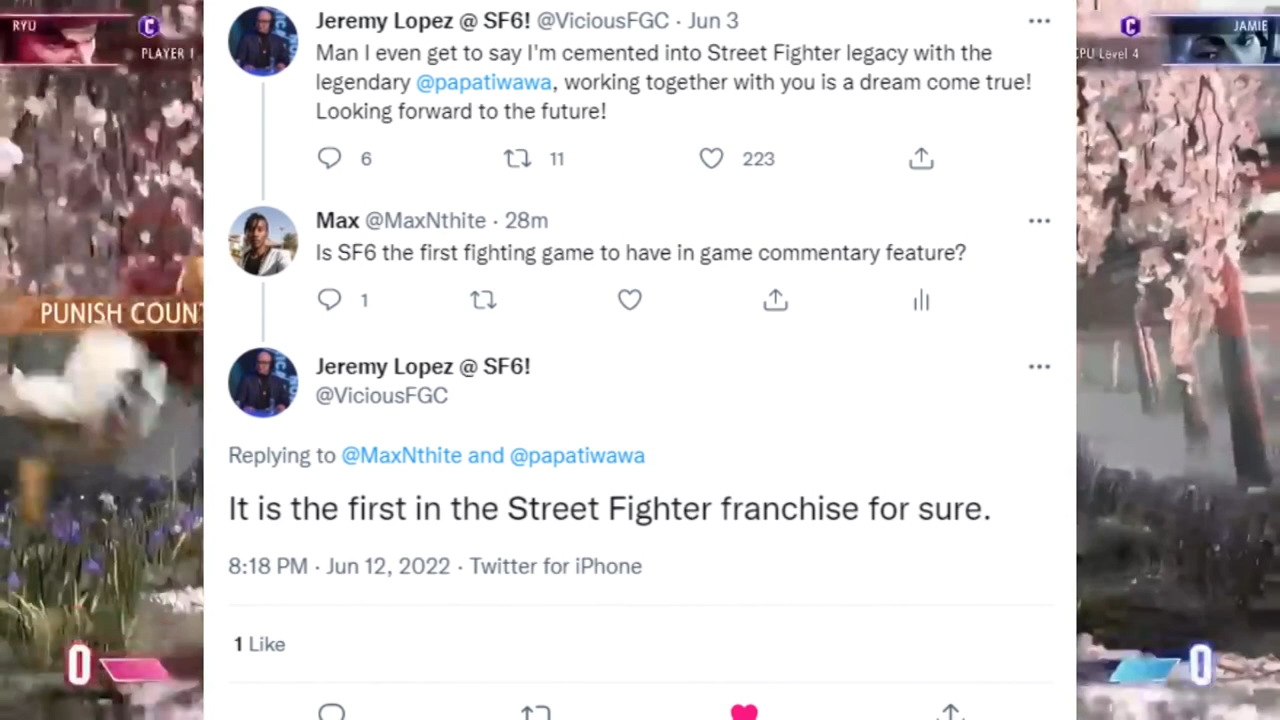 RYU
PLAYER 1
JAMIE
CPU Level 4
Jeremy Lopez @ SF6! @ViciousFGC · Jun 3
Man I even get to say I'm cemented into Street Fighter legacy with the
legendary @papatiwawa, working together with you is a dream come true!
Looking forward to the future!
6 11 223
Max @MaxNthite · 28m
Is SF6 the first fighting game to have in game commentary feature?
1
PUNISH COUN
Jeremy Lopez @ SF6!
@ViciousFGC
Replying to @MaxNthite and @papatiwawa
It is the first in the Street Fighter franchise for sure.
8:18 PM · Jun 12, 2022 · Twitter for iPhone
1 Like
0
0